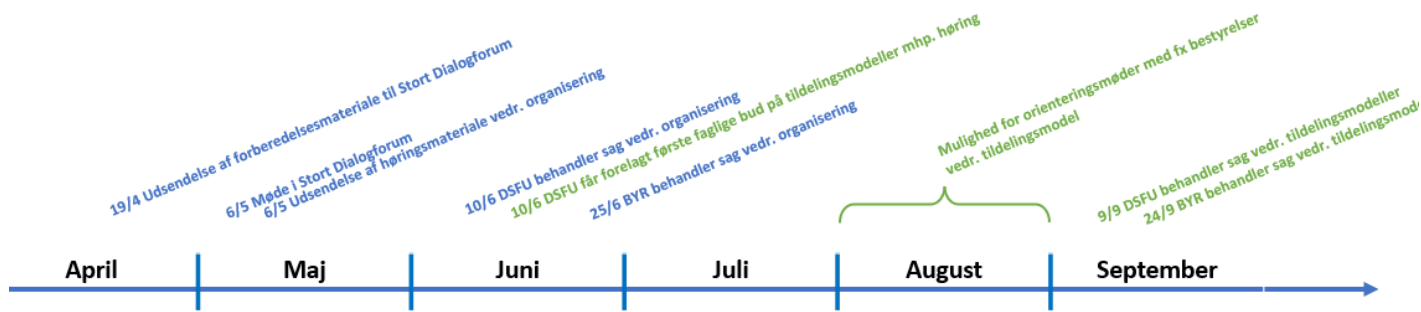 19/4 Udsendelse af forberedelsesmateriale til Stort Dialogforum
6/5 Møde i Stort Dialogforum
6/5 Udsendelse af høringsmateriale vedr. organisering
10/6 DSFU behandler sag vedr. organisering
10/6 DSFU får forelagt første faglige bud på tildelingsmodeller mhp. høring
25/6 BYR behandler sag vedr. organisering
Mulighed for orienteringsmøder med fx bestyrelser
vedr. tildelingsmodel
9/9 DSFU behandler sag vedr. tildelingsmodeller
24/9 BYR behandler sag vedr. tildelingsmode
April
Maj
Juni
Juli
August
September